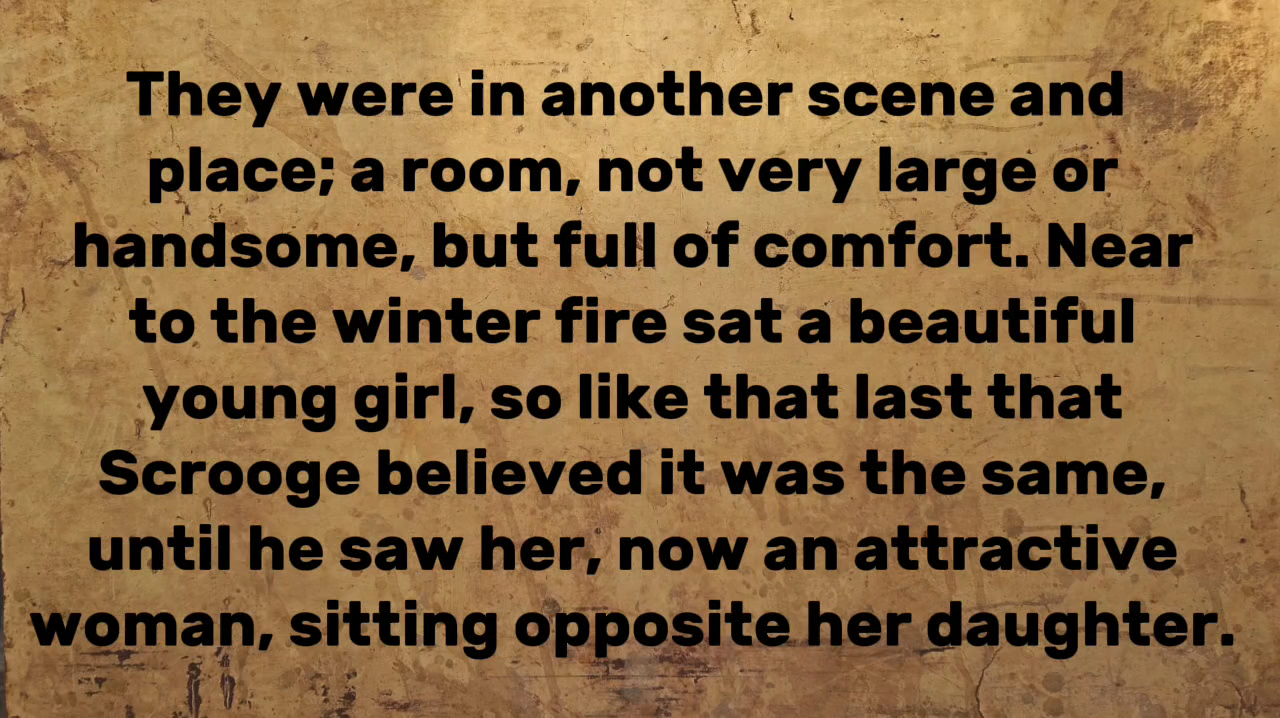 They were in another scene and
place; a room, not very large or
handsome, but full of comfort. Near
to the winter fire sat a beautiful
young girl, so like that last that
Scrooge believed it was the same,
until he saw her, now an attractive
woman, sitting opposite her daughter.